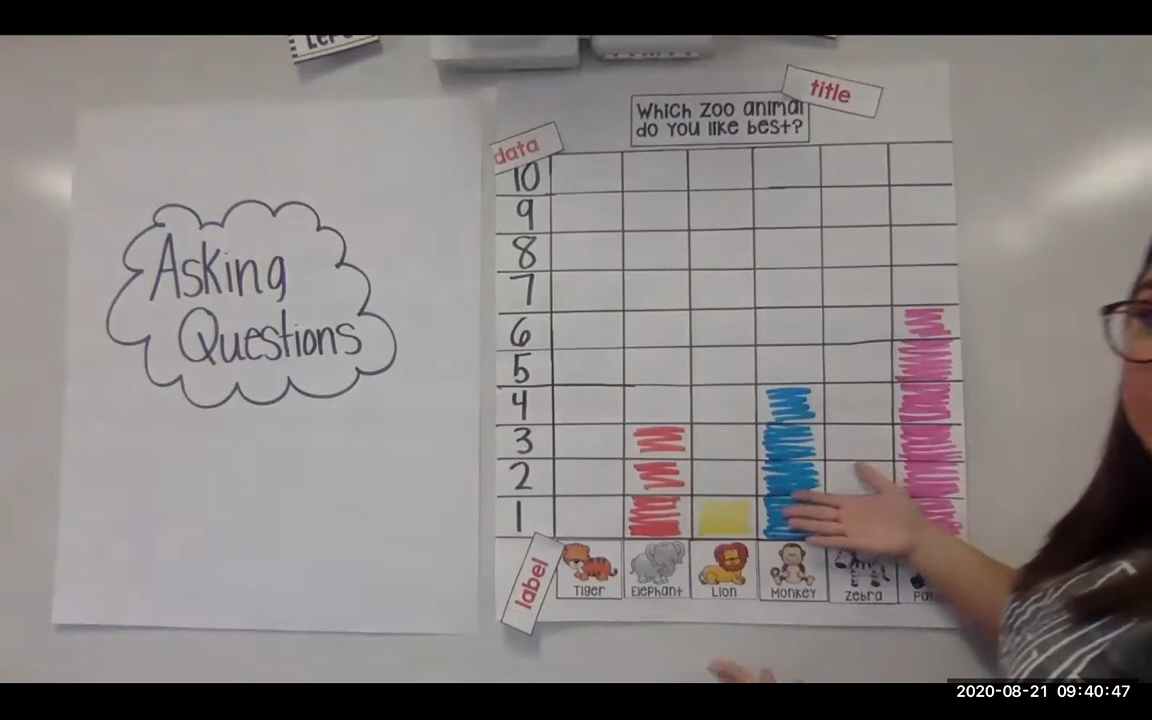 Asking
Questions
title
Which zoo animal
do you like best?
data
10
9
8
7
6
5
4
3
2
1
label
Tiger
Elephant
Lion
Monkey
Zebra
2020-08-21 09:40:47